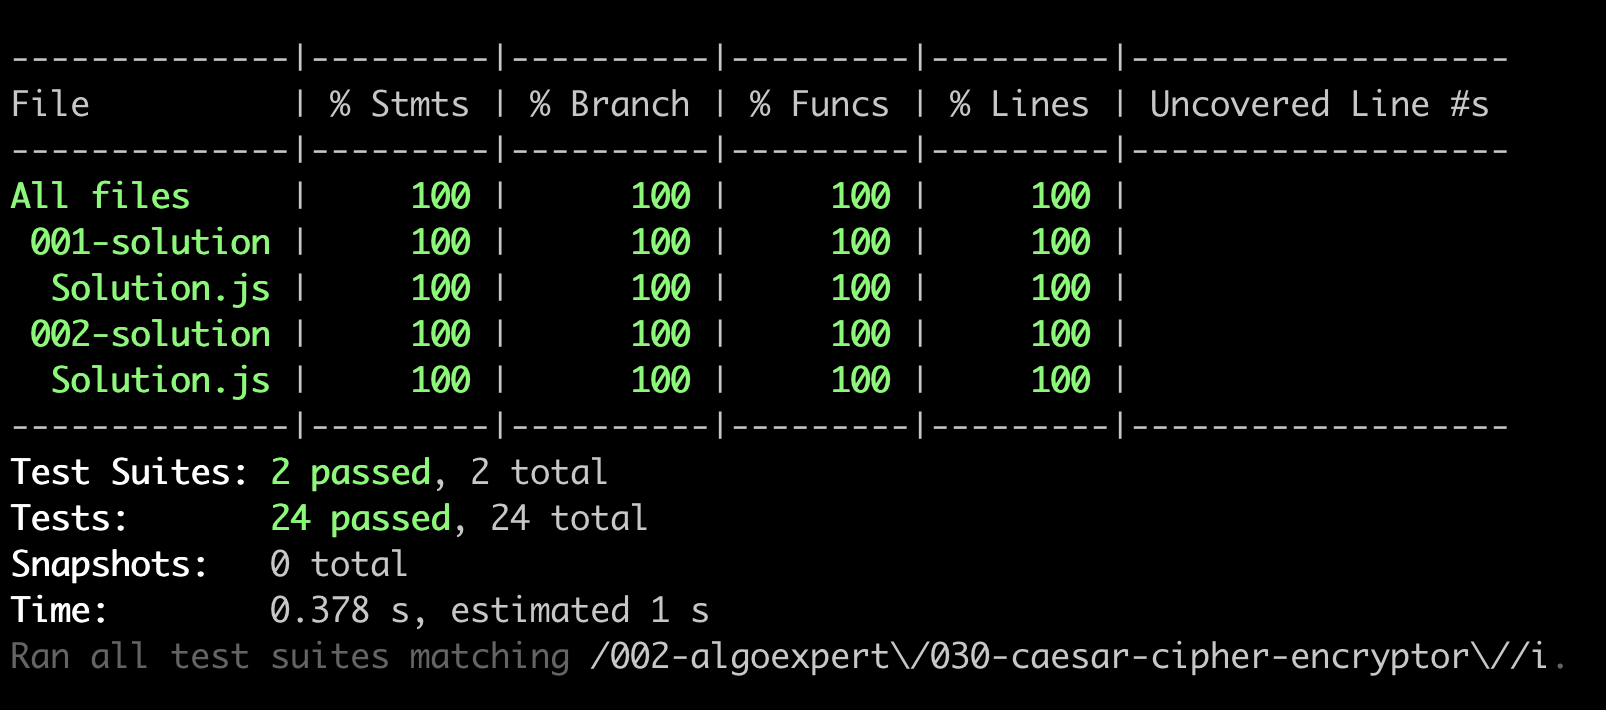 --------------|---------|----------|---------|---------|-------------------
File          | % Stmts | % Branch | % Funcs | % Lines | Uncovered Line #s
--------------|---------|----------|---------|---------|-------------------
All files     |     100 |      100 |     100 |     100 |
 001-solution |     100 |      100 |     100 |     100 |
  Solution.js |     100 |      100 |     100 |     100 |
 002-solution |     100 |      100 |     100 |     100 |
  Solution.js |     100 |      100 |     100 |     100 |
--------------|---------|----------|---------|---------|-------------------
Test Suites: 2 passed, 2 total
Tests:       24 passed, 24 total
Snapshots:   0 total
Time:        0.378 s, estimated 1 s
Ran all test suites matching /002-algoexpert\/030-caesar-cipher-encryptor\//i.